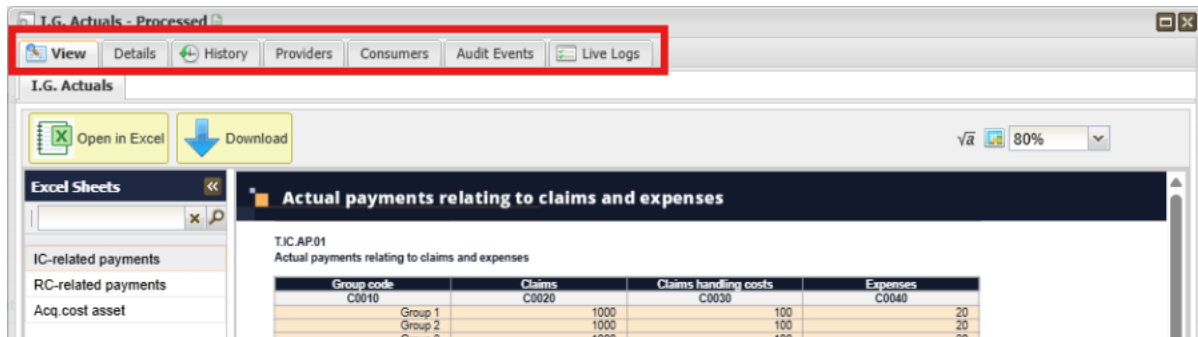 I.G. Actuals - Processed
View Details History Providers Consumers Audit Events Live Logs
I.G. Actuals
Open in Excel Download √a 80%
Excel Sheets
Actual payments relating to claims and expenses
T.IC.AP.01
Actual payments relating to claims and expenses
IC-related payments
RC-related payments
Acq.cost asset
Group code Claims Claims handling costs Expenses
C0010 C0020 C0030 C0040
Group 1 1000 100 20
Group 2 1000 100 20